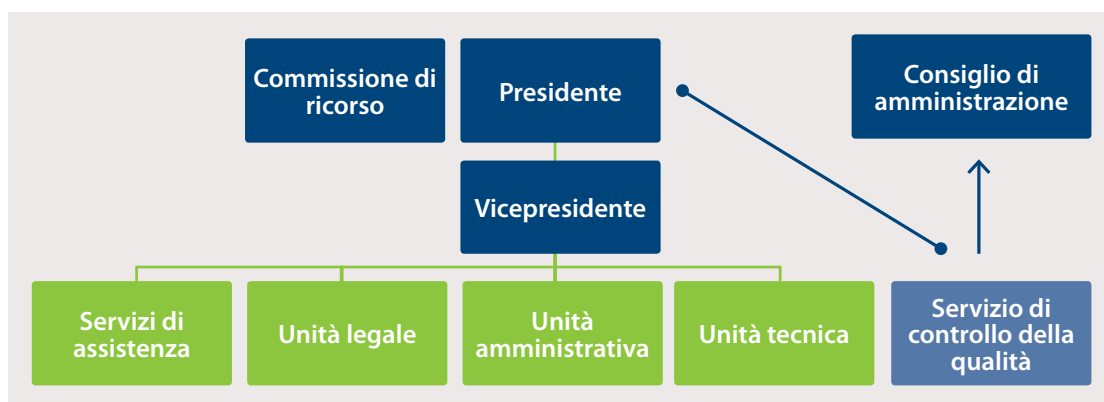 Commissione di
ricorso
Presidente
Consiglio di
amministrazione
Vicepresidente
Servizi di
assistenza
Unità legale
Unità
amministrativa
Unità tecnica
Servizio di
controllo della
qualità